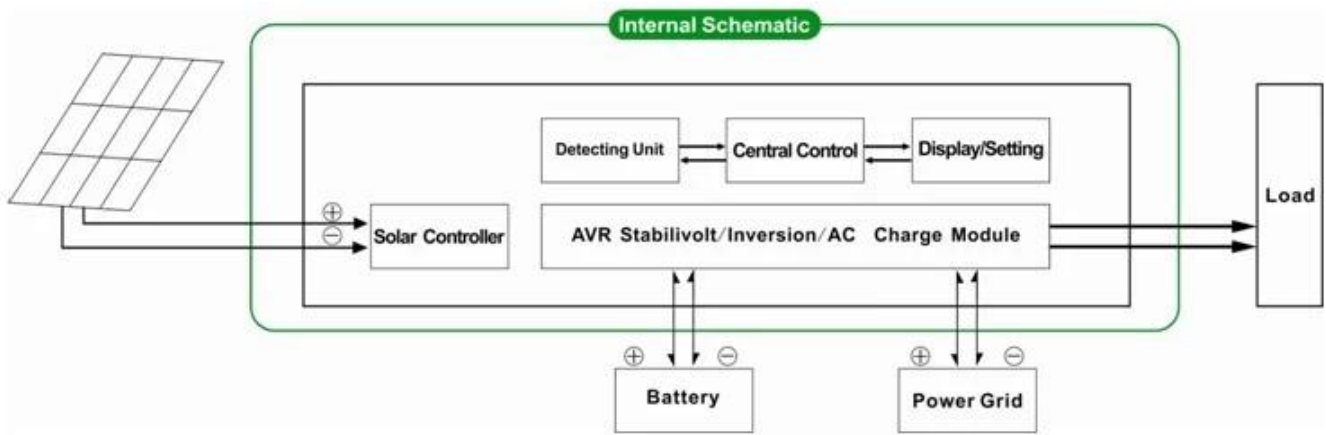 Internal Schematic
Detecting Unit
Central Control
Display/Setting
Load
⊕
⊖
Solar Controller
AVR Stabilivolt/Inversion/AC Charge Module
⊕ ⊖
⊕ ⊖
Battery
Power Grid